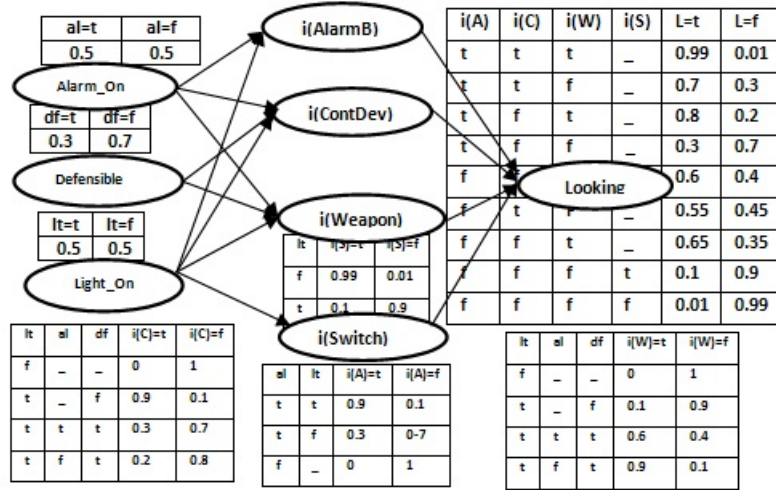 al=t al=f
0.5 0.5
Alarm_On
df=t df=f
0.3 0.7
Defensible
lt=t lt=f
0.5 0.5
Light_On
i(AlarmB)
i(ContDev)
i(Weapon)
lt i(S)=t i(S)=f
f 0.99 0.01
t 0.1 0.9
i(Switch)
Looking
i(A) i(C) i(W) i(S) L=t L=f
t t t _ 0.99 0.01
t t f _ 0.7 0.3
t f t _ 0.8 0.2
t f f _ 0.3 0.7
f 0.6 0.4
f t _ 0.55 0.45
f f t _ 0.65 0.35
f f f t 0.1 0.9
f f f f 0.01 0.99
lt al df i(C)=t i(C)=f
f _ _ 0 1
t _ f 0.9 0.1
t t t 0.3 0.7
t f t 0.2 0.8
al lt i(A)=t i(A)=f
t t 0.9 0.1
t f 0.3 0-7
f _ 0 1
lt al df i(W)=t i(W)=f
f _ _ 0 1
t _ f 0.1 0.9
t t t 0.6 0.4
t f t 0.9 0.1